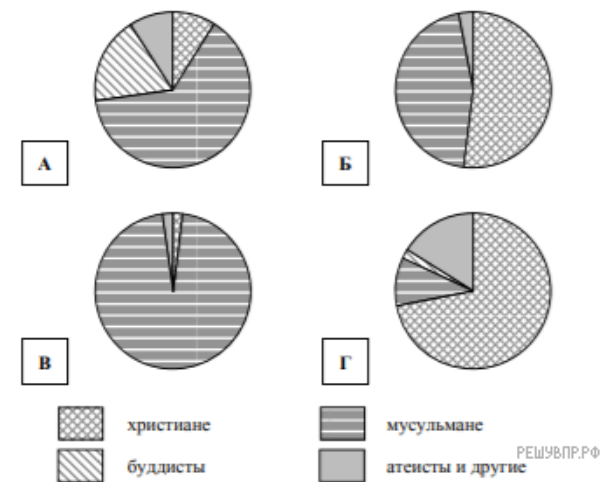 А
Б
В
Г
христиане
мусульмане
буддисты
атеисты и другие
РЕШУВПР.РФ